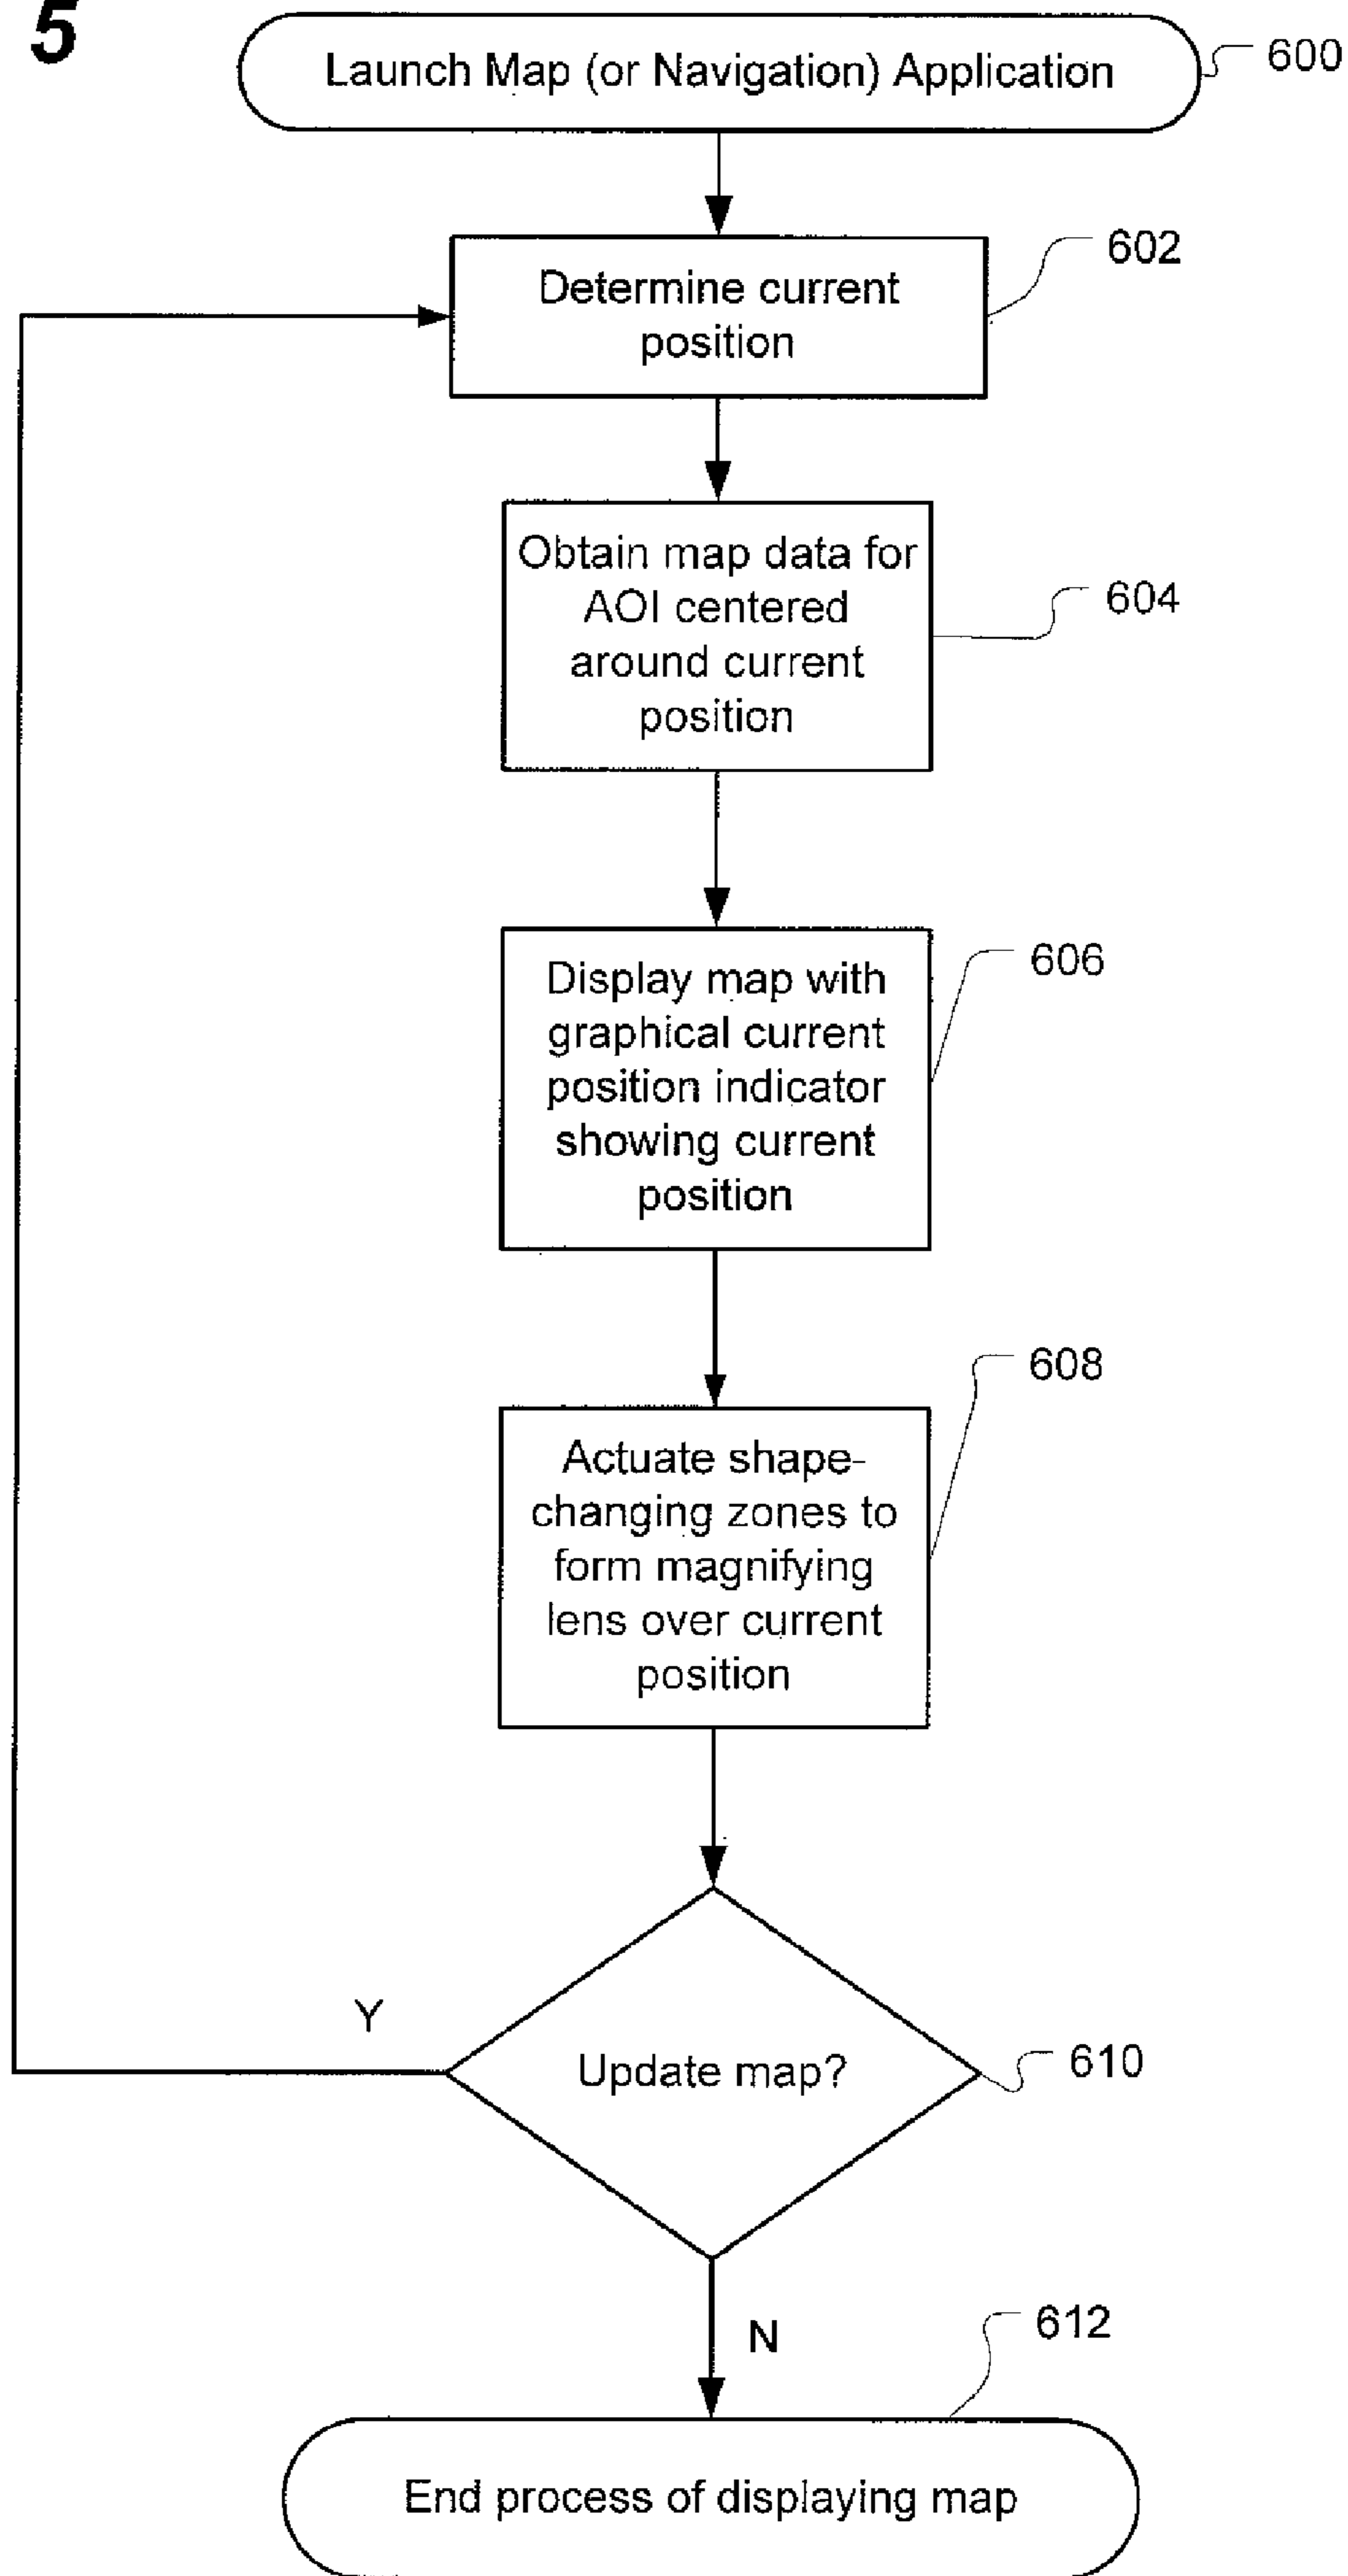 5
Launch Map (or Navigation) Application
600
Determine current
position
602
Obtain map data for
AOI centered
around current
position
604
Display map with
graphical current
position indicator
showing current
position
606
Actuate shape-
changing zones to
form magnifying
lens over current
position
608
Y
Update map?
610
N
612
End process of displaying map